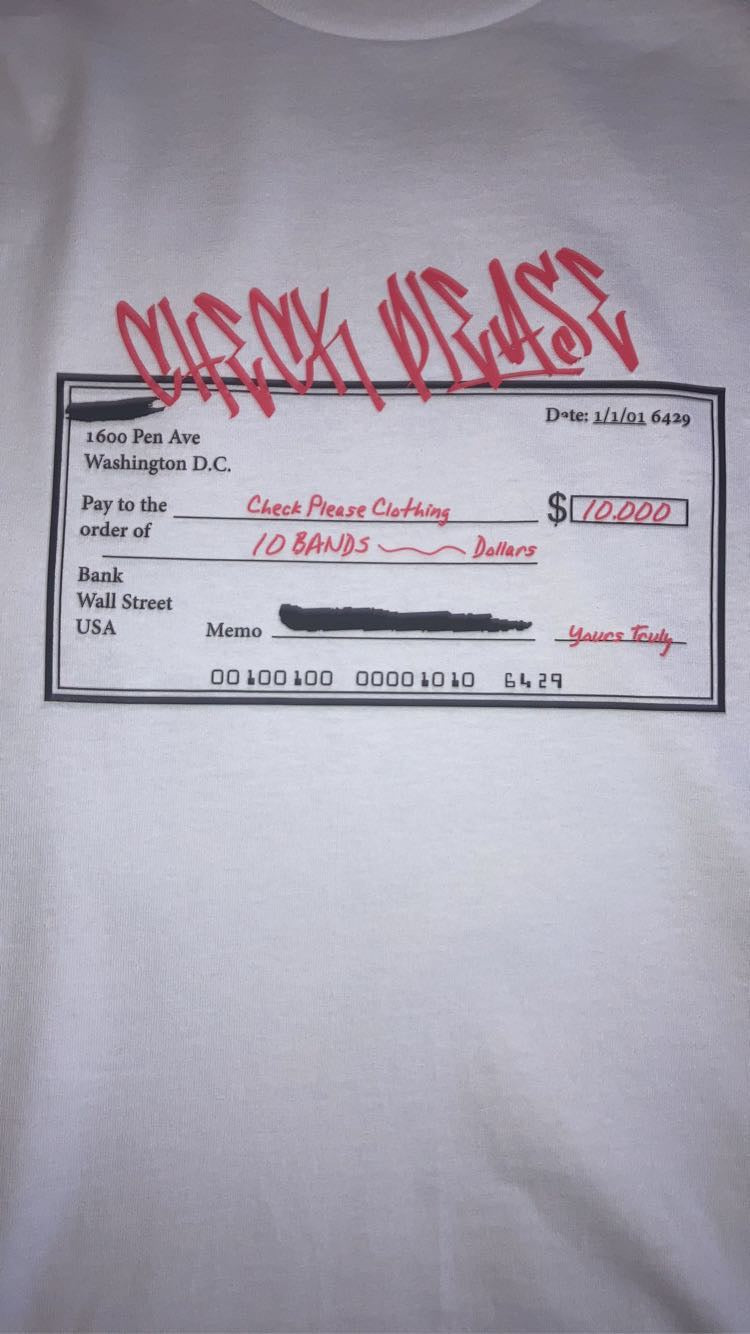 CHECK PLEASE
Date: 1/1/01 6429
1600 Pen Ave
Washington D.C.
Pay to the order of Check Please Clothing $ 10.000
10 BANDS Dollars
Bank
Wall Street
USA
Memo Yours Truly
00100100 00001010 6429